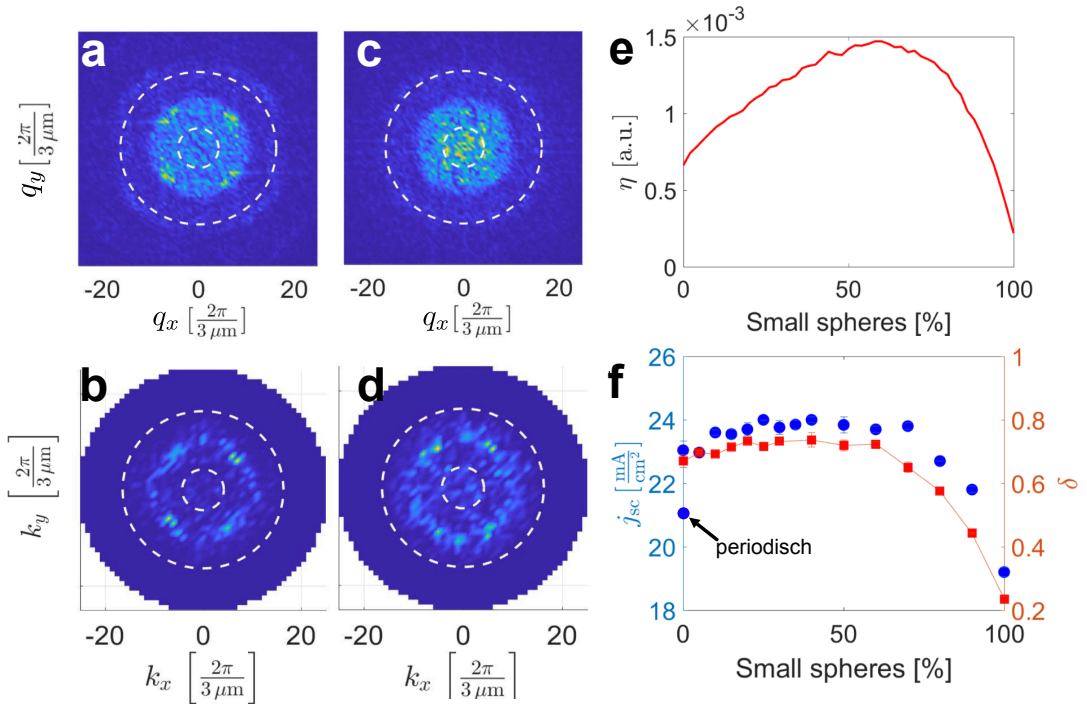 a
c
q_y [2π / 3 μm]
-20 0 20
q_x [2π / 3 μm]
-20 0 20
q_x [2π / 3 μm]
b
d
k_y [2π / 3 μm]
-20 0 20
k_x [2π / 3 μm]
-20 0 20
k_x [2π / 3 μm]
e
×10^-3
1.5
1
0.5
0
η [a.u.]
0 50 100
Small spheres [%]
f
26
24
22
20
18
j_sc [mA / cm^2]
1
0.8
0.6
0.4
0.2
δ
periodisch
0 50 100
Small spheres [%]